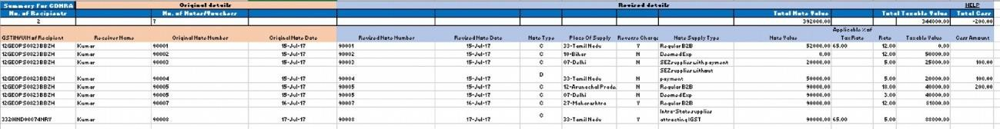 Summary For CDNRA Original details Revised details HELP
No. of Recipients No. of Notes/Vouchers Total Note Value Total Taxable Value Total Cess
2 7 392000.00 344000.00 -200.00
GSTIN/UIN of Recipient Receiver Name Original Note Number Original Note Date Revised Note Number Revised Note Date Note Type Place Of Supply Reverse Charge Note Supply Type Note Value Applicable % of Tax Rate Rate Taxable Value Cess Amount
12GEOPS0823BBZH Kumar 90001 15-Jul-17 90001 15-Jul-17 C 33-Tamil Nadu Y Regular B2B 52000.00 65.00 12.00 0.00
12GEOPS0823BBZH Kumar 90002 15-Jul-17 90002 15-Jul-17 C 10-Bihar N Deemed Exp 0.00 12.00 50000.00
12GEOPS0823BBZH Kumar 90003 15-Jul-17 90003 15-Jul-17 C 07-Delhi N SEZ supplies with payment 20000.00 5.00 25000.00 100.00
12GEOPS0823BBZH Kumar 90004 15-Jul-17 90004 15-Jul-17 D 33-Tamil Nadu N SEZ supplies without payment 50000.00 5.00 20000.00 100.00
12GEOPS0823BBZH Kumar 90005 15-Jul-17 90005 15-Jul-17 C 12-Arunachal Prade N Regular B2B 90000.00 18.00 40000.00 200.00
12GEOPS0823BBZH Kumar 90005 15-Jul-17 90005 15-Jul-17 C 07-Delhi N Deemed Exp 90000.00 3.00 40000.00
12GEOPS0823BBZH Kumar 90007 16-Jul-17 90007 16-Jul-17 C 27-Maharashtra Y Regular B2B 90000.00 12.00 81000.00
3320IND00074NRY Kumar 90008 17-Jul-17 90008 17-Jul-17 C 33-Tamil Nadu Y Intra-State supplies attracting IGST 90000.00 65.00 5.00 88000.00